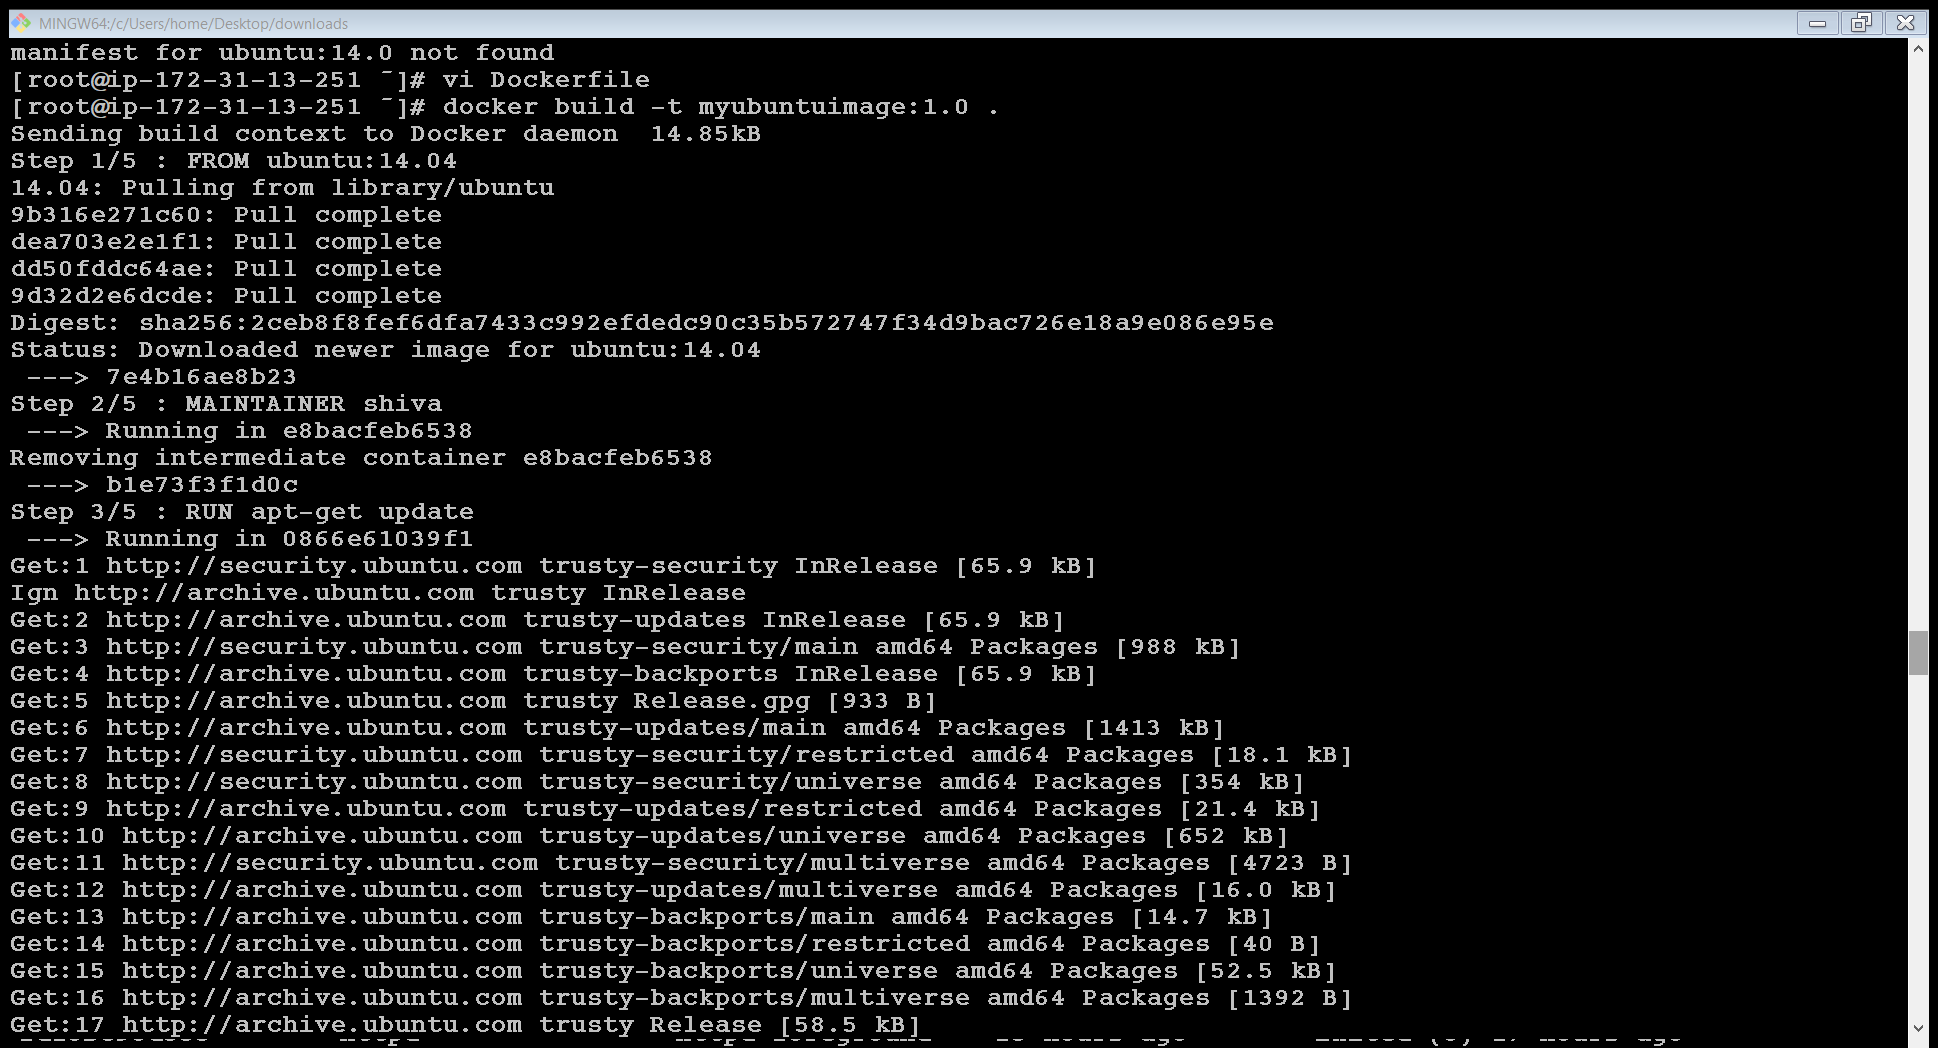 MINGW64:/c/Users/home/Desktop/downloads
manifest for ubuntu:14.0 not found
[root@ip-172-31-13-251 ~]# vi Dockerfile
[root@ip-172-31-13-251 ~]# docker build -t myubuntuimage:1.0 .
Sending build context to Docker daemon  14.85kB
Step 1/5 : FROM ubuntu:14.04
14.04: Pulling from library/ubuntu
9b316e271c60: Pull complete
dea703e2e1f1: Pull complete
dd50fddc64ae: Pull complete
9d32d2e6dcde: Pull complete
Digest: sha256:2ceb8f8fef6dfa7433c992efdedc90c35b572747f34d9bac726e18a9e086e95e
Status: Downloaded newer image for ubuntu:14.04
 ---> 7e4b16ae8b23
Step 2/5 : MAINTAINER shiva
 ---> Running in e8bacfeb6538
Removing intermediate container e8bacfeb6538
 ---> b1e73f3f1d0c
Step 3/5 : RUN apt-get update
 ---> Running in 0866e61039f1
Get:1 http://security.ubuntu.com trusty-security InRelease [65.9 kB]
Ign http://archive.ubuntu.com trusty InRelease
Get:2 http://archive.ubuntu.com trusty-updates InRelease [65.9 kB]
Get:3 http://security.ubuntu.com trusty-security/main amd64 Packages [988 kB]
Get:4 http://archive.ubuntu.com trusty-backports InRelease [65.9 kB]
Get:5 http://archive.ubuntu.com trusty Release.gpg [933 B]
Get:6 http://archive.ubuntu.com trusty-updates/main amd64 Packages [1413 kB]
Get:7 http://security.ubuntu.com trusty-security/restricted amd64 Packages [18.1 kB]
Get:8 http://security.ubuntu.com trusty-security/universe amd64 Packages [354 kB]
Get:9 http://archive.ubuntu.com trusty-updates/restricted amd64 Packages [21.4 kB]
Get:10 http://archive.ubuntu.com trusty-updates/universe amd64 Packages [652 kB]
Get:11 http://security.ubuntu.com trusty-security/multiverse amd64 Packages [4723 B]
Get:12 http://archive.ubuntu.com trusty-updates/multiverse amd64 Packages [16.0 kB]
Get:13 http://archive.ubuntu.com trusty-backports/main amd64 Packages [14.7 kB]
Get:14 http://archive.ubuntu.com trusty-backports/restricted amd64 Packages [40 B]
Get:15 http://archive.ubuntu.com trusty-backports/universe amd64 Packages [52.5 kB]
Get:16 http://archive.ubuntu.com trusty-backports/multiverse amd64 Packages [1392 B]
Get:17 http://archive.ubuntu.com trusty Release [58.5 kB]